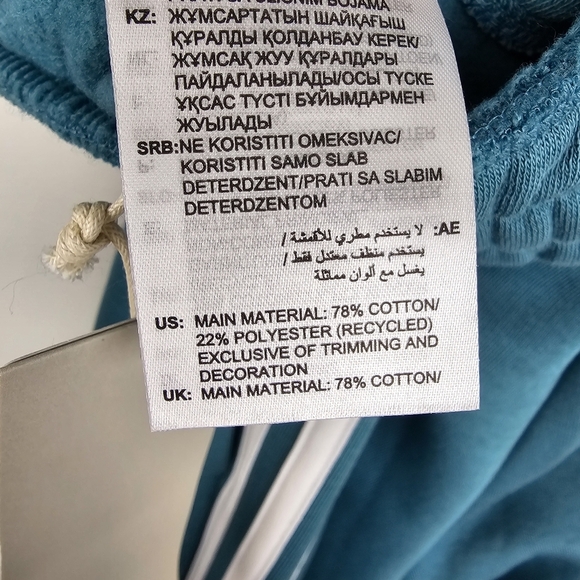 KZ: ЖҰМСАРТАТЫН ШАЙҚАҒЫШ
ҚҰРАЛДЫ ҚОЛДАНБАУ КЕРЕК/
ЖҰМСАҚ ЖУУ ҚҰРАЛДАРЫ
ПАЙДАЛАНЫЛАДЫ/ОСЫ ТҮСКЕ
ҰҚСАС ТҮСТІ БҰЙЫМДАРМЕН
ЖУЫЛАДЫ
SRB:NE KORISTITI OMEKSIVAC/
KORISTITI SAMO SLAB
DETERDZENT/PRATI SA SLABIM
DETERDZENTOM
AE: لا يستخدم مطري للأقمشة /
يستخدم منظف معتدل فقط /
يغسل مع ألوان مماثلة
US: MAIN MATERIAL: 78% COTTON/
22% POLYESTER (RECYCLED)
EXCLUSIVE OF TRIMMING AND
DECORATION
UK: MAIN MATERIAL: 78% COTTON/